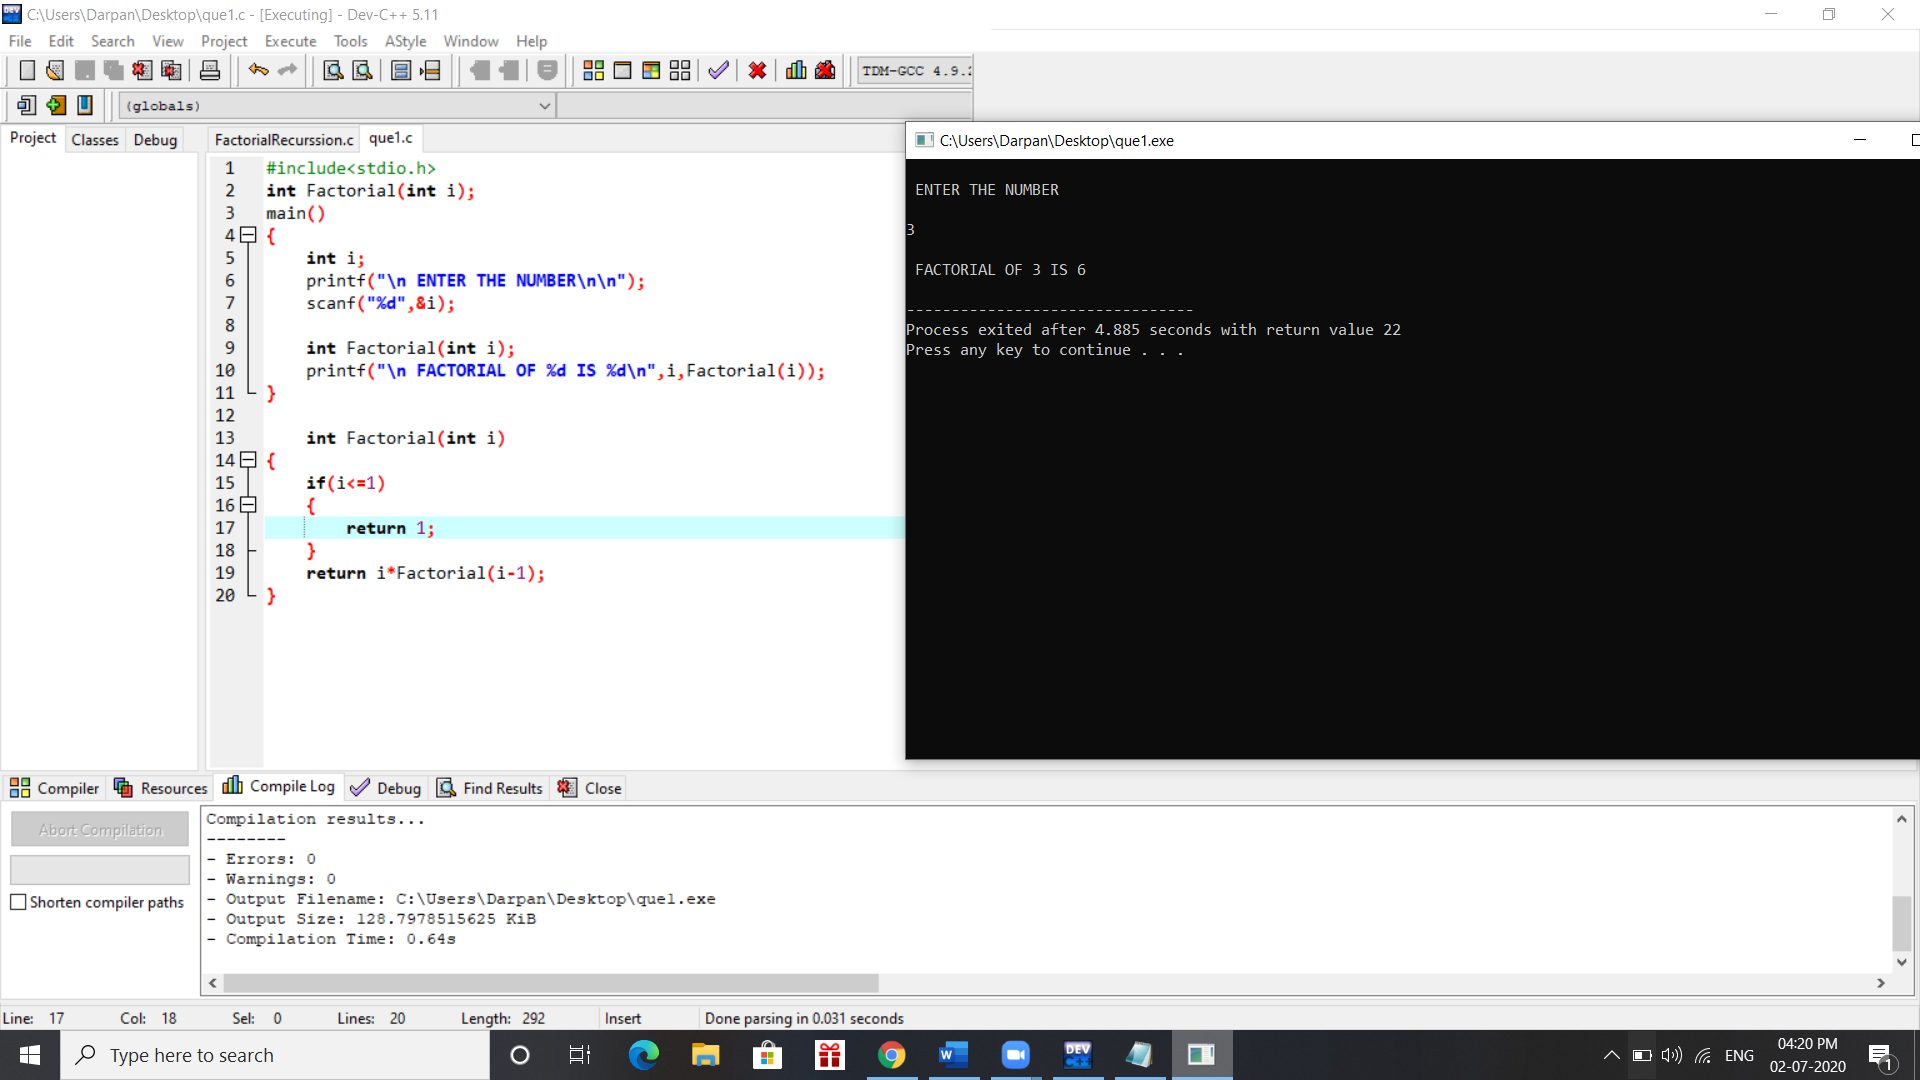 C:\Users\Darpan\Desktop\que1.c - [Executing] - Dev-C++ 5.11
File Edit Search View Project Execute Tools AStyle Window Help
TDM-GCC 4.9.2
(globals)
Project Classes Debug FactorialRecurssion.c que1.c
1 #include<stdio.h>
2 int Factorial(int i);
3 main()
4 {
5 int i;
6 printf("\n ENTER THE NUMBER\n\n");
7 scanf("%d",&i);
8
9 int Factorial(int i);
10 printf("\n FACTORIAL OF %d IS %d\n",i,Factorial(i));
11 }
12
13 int Factorial(int i)
14 {
15 if(i<=1)
16 {
17 return 1;
18 }
19 return i*Factorial(i-1);
20 }
C:\Users\Darpan\Desktop\que1.exe
ENTER THE NUMBER
3
FACTORIAL OF 3 IS 6
--------------------------------
Process exited after 4.885 seconds with return value 22
Press any key to continue . . .
Compiler Resources Compile Log Debug Find Results Close
Abort Compilation
Shorten compiler paths
Compilation results...
--------
- Errors: 0
- Warnings: 0
- Output Filename: C:\Users\Darpan\Desktop\que1.exe
- Output Size: 128.7978515625 KiB
- Compilation Time: 0.64s
Line: 17 Col: 18 Sel: 0 Lines: 20 Length: 292 Insert Done parsing in 0.031 seconds
Type here to search
DEV C++
ENG
04:20 PM
02-07-2020
1